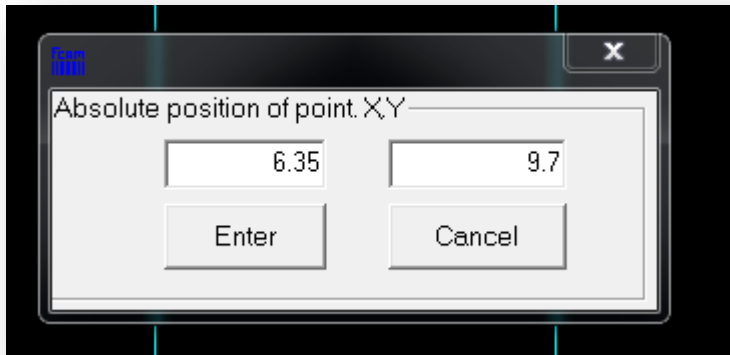 Fcam
X
Absolute position of point. X,Y
6.35 9.7
Enter Cancel